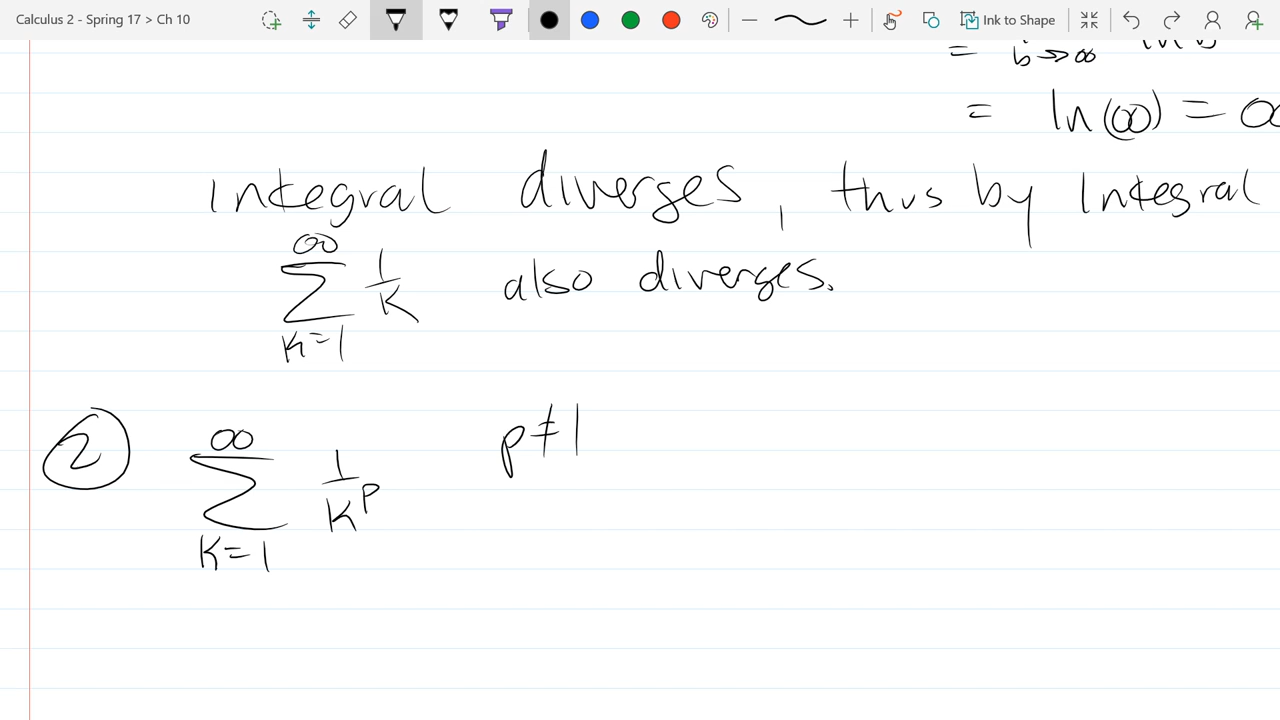 Calculus 2 - Spring 17 > Ch 10
Ink to Shape
= b→∞ ln b
= ln(∞) = ∞
integral diverges, thus by Integral
∞
∑ 1/K also diverges.
K=1
② ∞
∑ 1/K^p p≠1
K=1